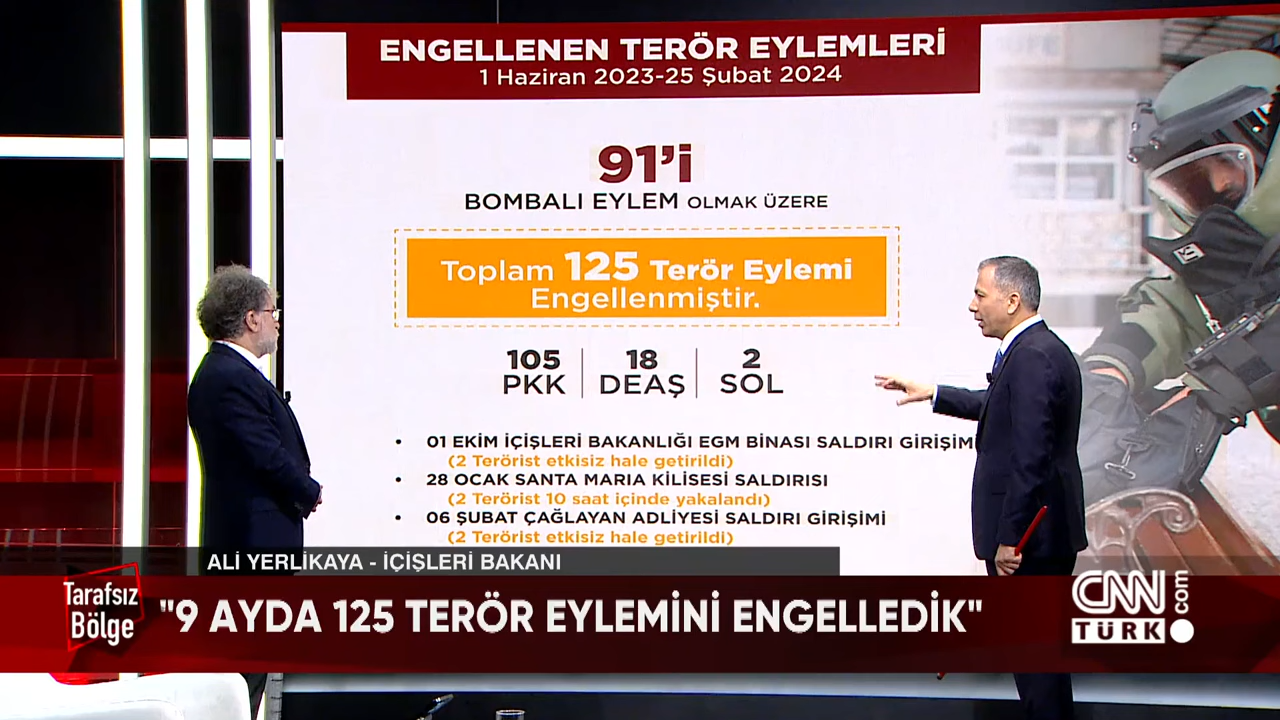 ENGELLENEN TERÖR EYLEMLERİ
1 Haziran 2023-25 Şubat 2024
91'i
BOMBALI EYLEM OLMAK ÜZERE
Toplam 125 Terör Eylemi
Engellenmiştir.
105 18 2
PKK DEAŞ SOL
• 01 EKİM İÇİŞLERİ BAKANLIĞI EGM BİNASI SALDIRI GİRİŞİMİ
(2 Terörist etkisiz hale getirildi)
• 28 OCAK SANTA MARIA KİLİSESİ SALDIRISI
(2 Terörist 10 saat içinde yakalandı)
• 06 ŞUBAT ÇAĞLAYAN ADLİYESİ SALDIRI GİRİŞİMİ
(2 Terörist etkisiz hale getirildi)
ALİ YERLİKAYA - İÇİŞLERİ BAKANI
Tarafsız
Bölge
"9 AYDA 125 TERÖR EYLEMİNİ ENGELLEDİK"
CNN
TÜRK
.com